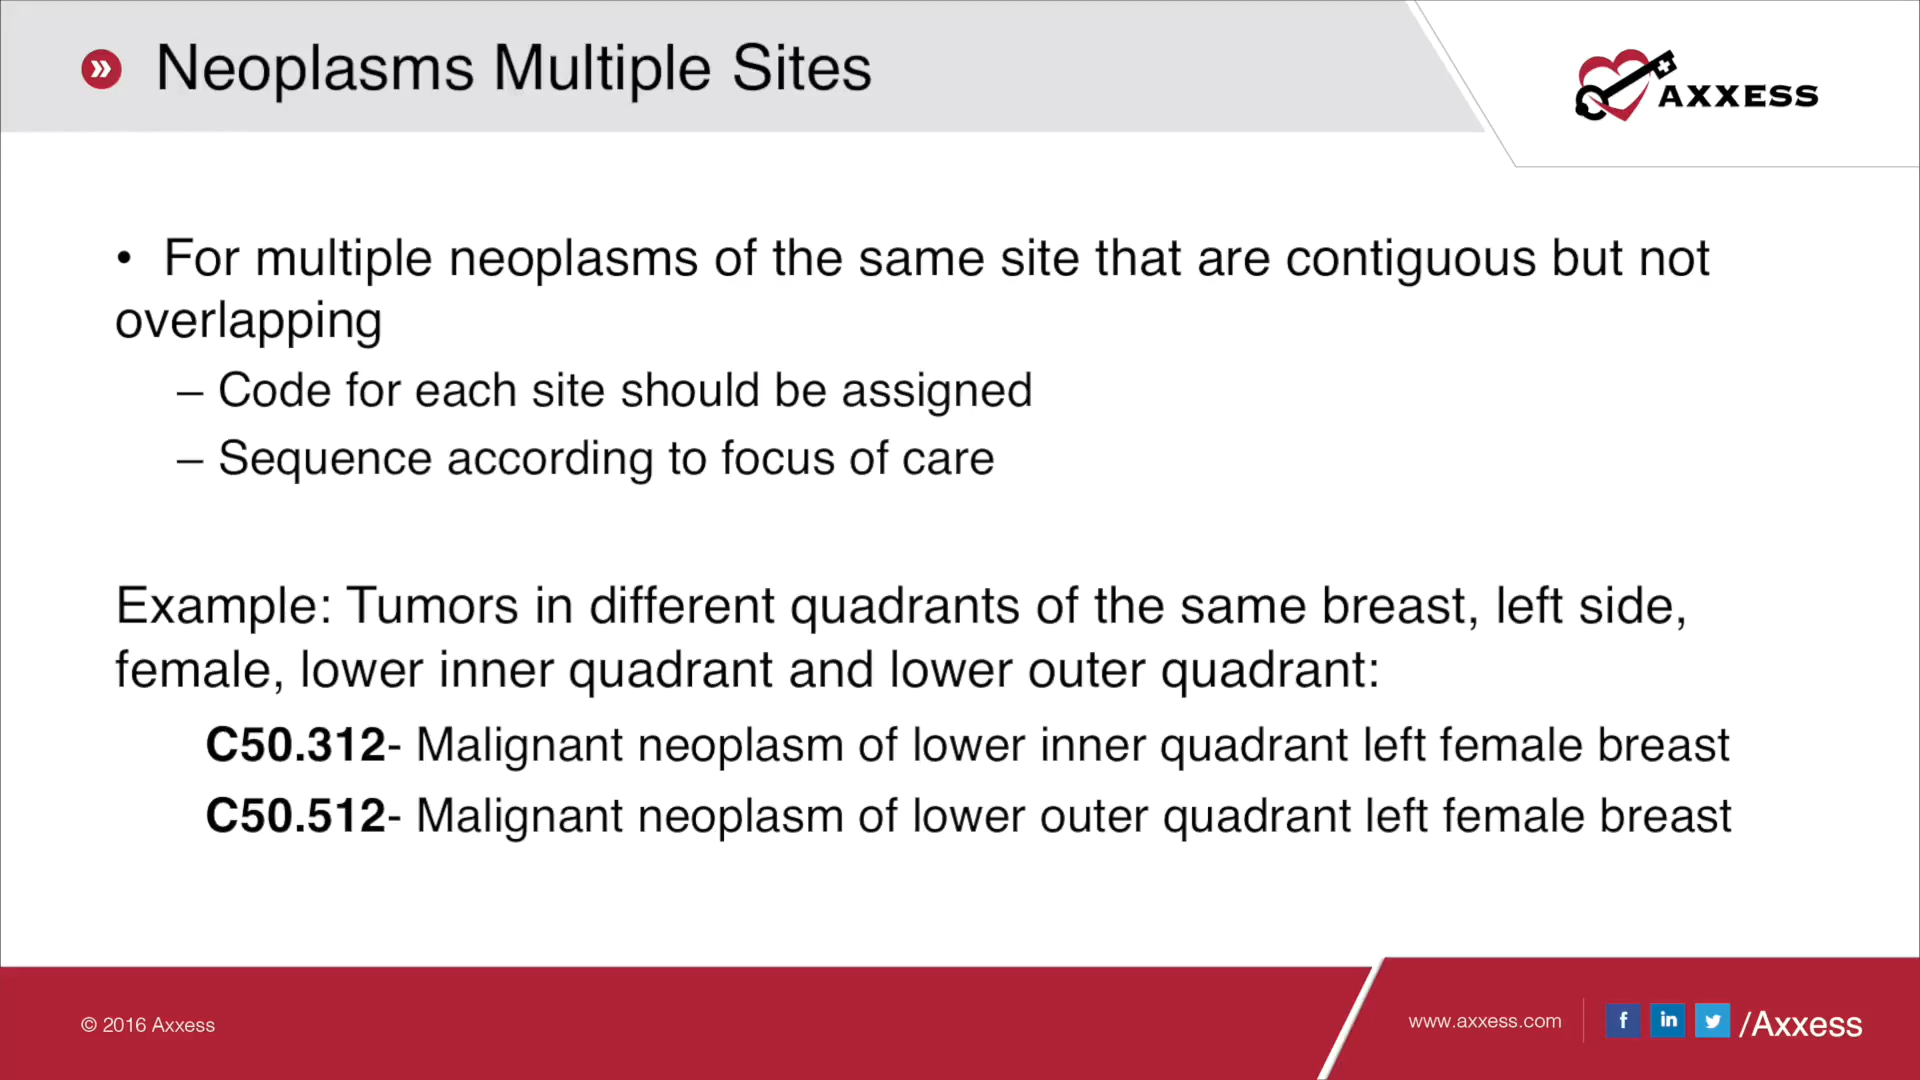 Neoplasms Multiple Sites
AXXESS
• For multiple neoplasms of the same site that are contiguous but not
overlapping
– Code for each site should be assigned
– Sequence according to focus of care
Example: Tumors in different quadrants of the same breast, left side,
female, lower inner quadrant and lower outer quadrant:
C50.312- Malignant neoplasm of lower inner quadrant left female breast
C50.512- Malignant neoplasm of lower outer quadrant left female breast
© 2016 Axxess
www.axxess.com
f in /Axxess